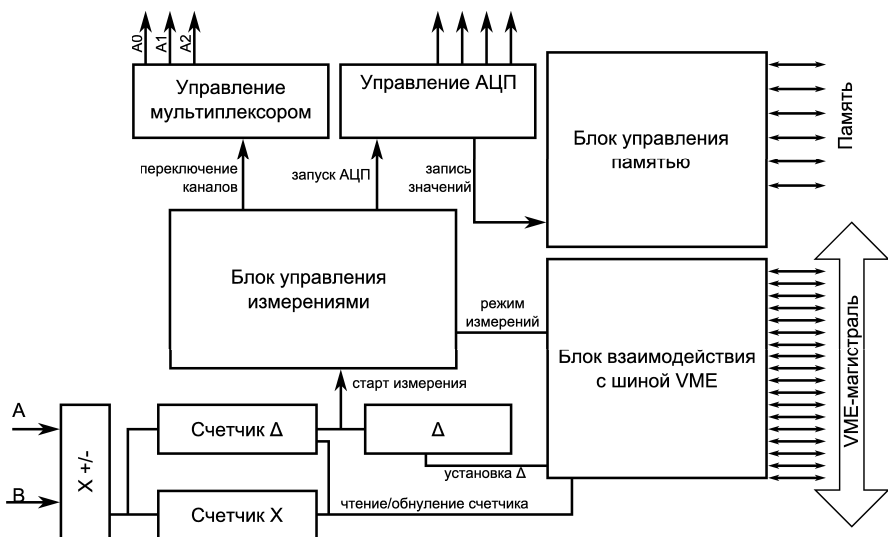 A0
A1
A2
Управление
мультиплексором
Управление АЦП
Блок управления
памятью
Память
переключение
каналов
запуск АЦП
запись
значений
Блок управления
измерениями
режим
измерений
Блок взаимодействия
с шиной VME
VME-магистраль
старт измерения
A
B
X +/-
Счетчик Δ
Δ
установка Δ
Счетчик X
чтение/обнуление счетчика